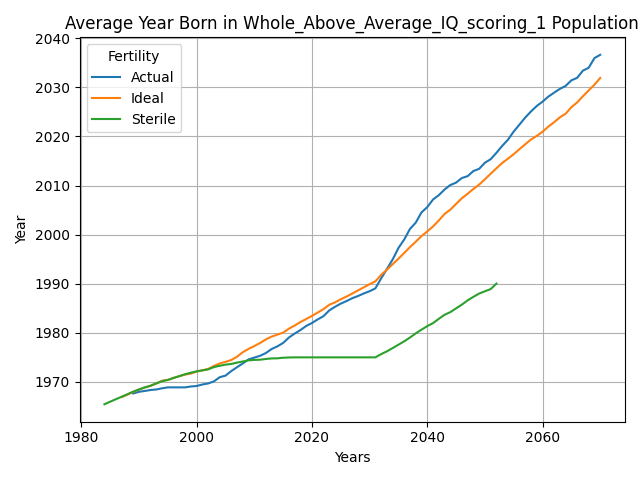 Average Year Born in Whole_Above_Average_IQ_scoring_1 Population
Fertility
Actual
Ideal
Sterile
Year
2040
2030
2020
2010
2000
1990
1980
1970
1980 2000 2020 2040 2060
Years